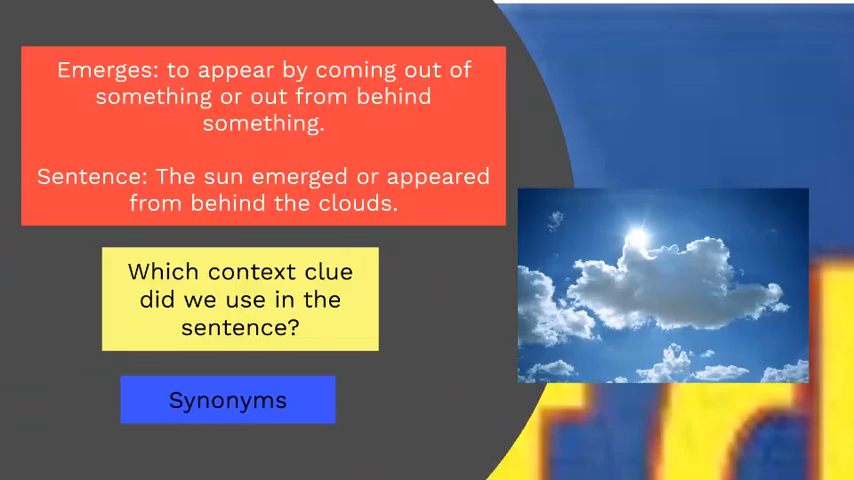 Emerges: to appear by coming out of
something or out from behind
something.
Sentence: The sun emerged or appeared
from behind the clouds.
Which context clue
did we use in the
sentence?
Synonyms